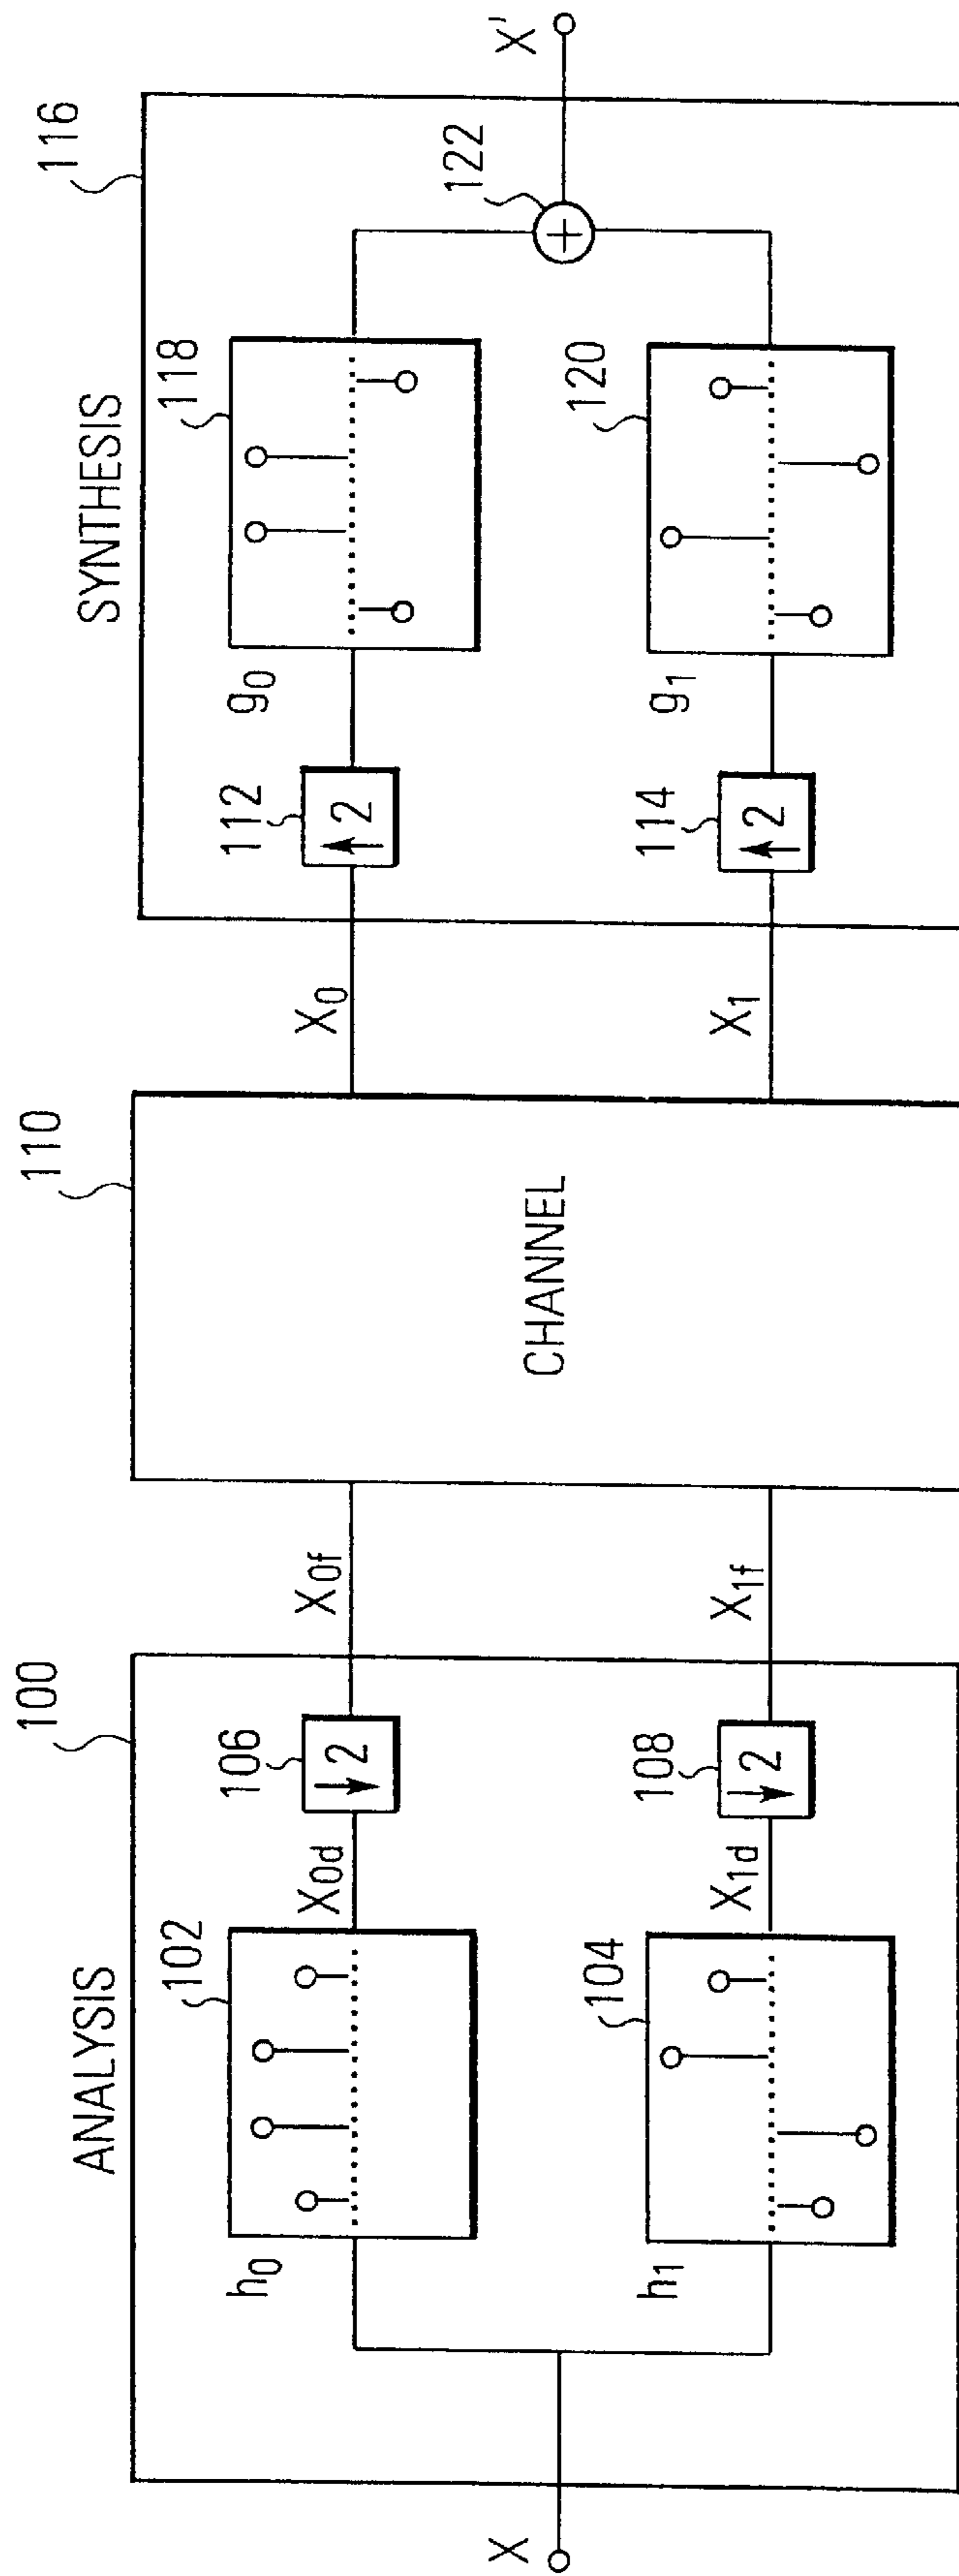 ANALYSIS
100
X
h₀
102
X₀d
106
↓2
X₀f
h₁
104
X₁d
108
↓2
X₁f
110
CHANNEL
X₀
X₁
SYNTHESIS
116
112
↑2
g₀
118
114
↑2
g₁
120
122
+
X'